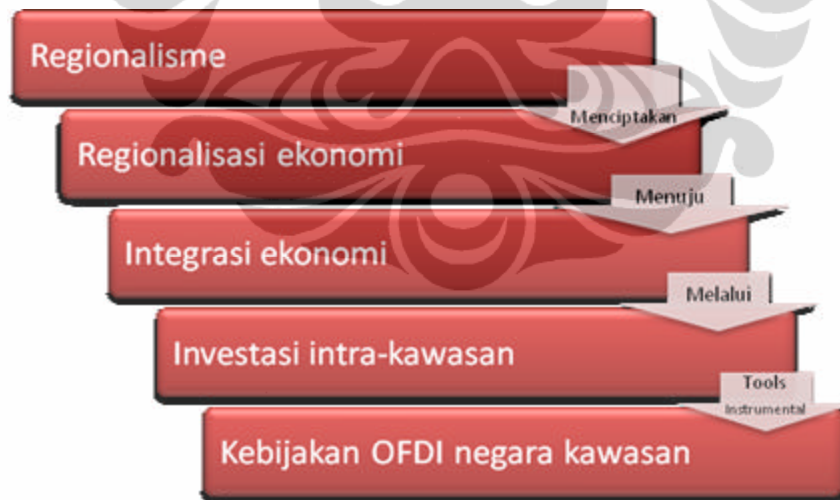 Regionalisme
Menciptakan
Regionalisasi ekonomi
Menuju
Integrasi ekonomi
Melalui
Investasi intra-kawasan
Tools
Instrumental
Kebijakan OFDI negara kawasan